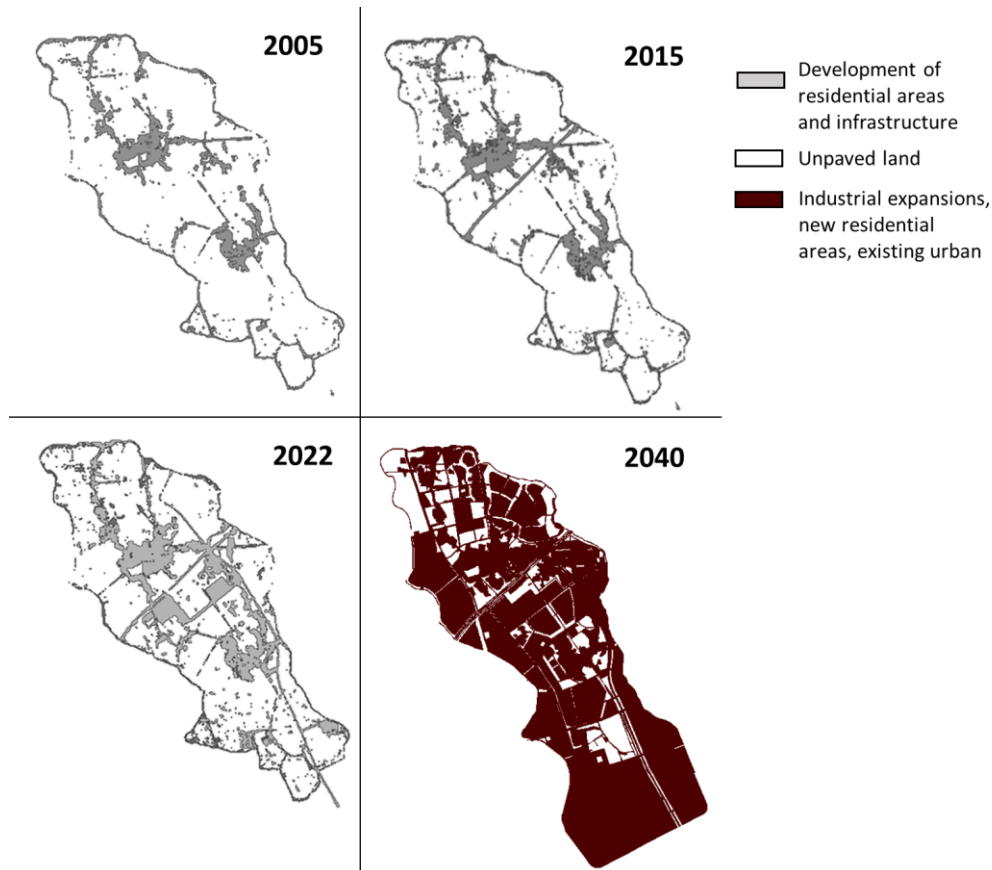 2005
2015
Development of
residential areas
and infrastructure
Unpaved land
Industrial expansions,
new residential
areas, existing urban
2022
2040